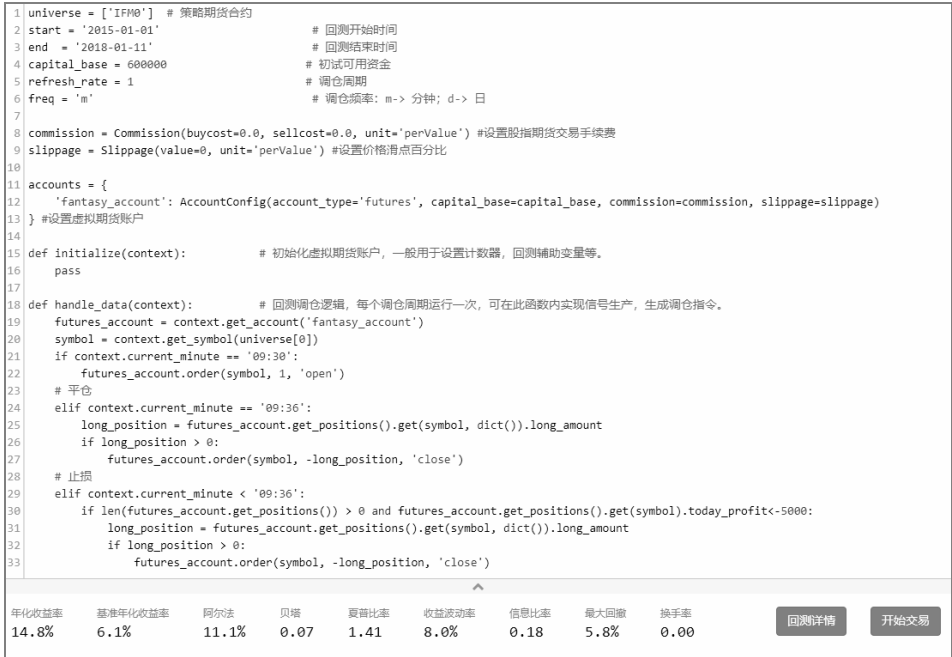 1 universe = ['IFM0']  # 策略期货合约
2 start = '2015-01-01'                       # 回测开始时间
3 end  = '2018-01-11'                        # 回测结束时间
4 capital_base = 600000                     # 初试可用资金
5 refresh_rate = 1                          # 调仓周期
6 freq = 'm'                                 # 调仓频率：m-> 分钟；d-> 日
7
8 commission = Commission(buycost=0.0, sellcost=0.0, unit='perValue') #设置股指期货交易手续费
9 slippage = Slippage(value=0, unit='perValue') #设置价格滑点百分比
10
11 accounts = {
12     'fantasy_account': AccountConfig(account_type='futures', capital_base=capital_base, commission=commission, slippage=slippage)
13 } #设置虚拟期货账户
14
15 def initialize(context):           # 初始化虚拟期货账户，一般用于设置计数器，回测辅助变量等。
16     pass
17
18 def handle_data(context):          # 回测调仓逻辑，每个调仓周期运行一次，可在此函数内实现信号生产，生成调仓指令。
19     futures_account = context.get_account('fantasy_account')
20     symbol = context.get_symbol(universe[0])
21     if context.current_minute == '09:30':
22         futures_account.order(symbol, 1, 'open')
23     # 平仓
24     elif context.current_minute == '09:36':
25         long_position = futures_account.get_positions().get(symbol, dict()).long_amount
26         if long_position > 0:
27             futures_account.order(symbol, -long_position, 'close')
28     # 止损
29     elif context.current_minute < '09:36':
30         if len(futures_account.get_positions()) > 0 and futures_account.get_positions().get(symbol).today_profit<-5000:
31             long_position = futures_account.get_positions().get(symbol, dict()).long_amount
32             if long_position > 0:
33                 futures_account.order(symbol, -long_position, 'close')
年化收益率 基准年化收益率 阿尔法 贝塔 夏普比率 收益波动率 信息比率 最大回撤 换手率
14.8% 6.1% 11.1% 0.07 1.41 8.0% 0.18 5.8% 0.00
回测详情 开始交易